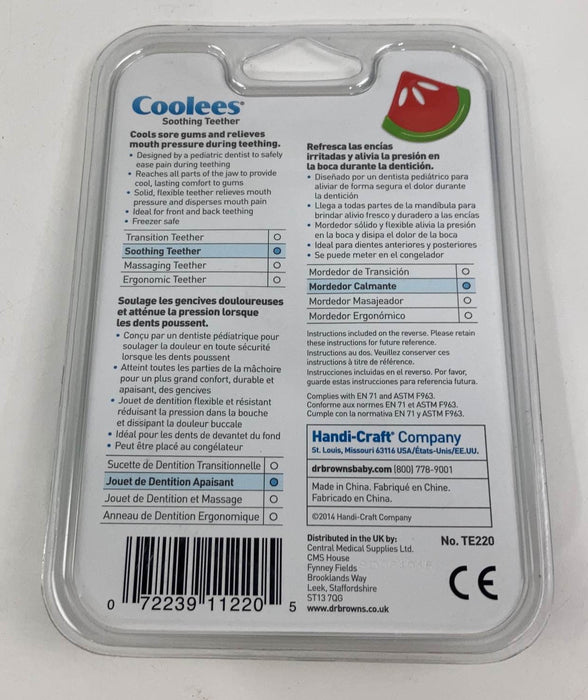 Coolees®
Soothing Teether
Cools sore gums and relieves
mouth pressure during teething.
• Designed by a pediatric dentist to safely
ease pain during teething
• Reaches all parts of the jaw to provide
cool, lasting comfort to gums
• Solid, flexible teether relieves mouth
pressure and disperses mouth pain
• Ideal for front and back teething
• Freezer safe
Transition Teether
Soothing Teether
Massaging Teether
Ergonomic Teether
Soulage les gencives douloureuses
et atténue la pression lorsque
les dents poussent.
• Conçu par un dentiste pédiatrique pour
soulager la douleur en toute sécurité
lorsque les dents poussent
• Atteint toutes les parties de la mâchoire
pour un plus grand confort, durable et
apaisant, des gencives
• Jouet de dentition flexible et résistant
réduisant la pression dans la bouche
et dissipant la douleur buccale
• Idéal pour les dents de devantet du fond
• Peut être placé au congélateur
Sucette de Dentition Transitionnelle
Jouet de Dentition Apaisant
Jouet de Dentition et Massage
Anneau de Dentition Ergonomique
0 72239 11220 5
Refresca las encías
irritadas y alivia la presión en
la boca durante la dentición.
• Diseñado por un dentista pediátrico para
aliviar de forma segura el dolor durante
la dentición
• Llega a todas partes de la mandíbula para
brindar alivio fresco y duradero a las encías
• Mordedor sólido y flexible alivia la presión
en la boca y disipa el dolor de la boca
• Ideal para dientes anteriores y posteriores
• Se puede meter en el congelador
Mordedor de Transición
Mordedor Calmante
Mordedor Masajeador
Mordedor Ergonómico
Instructions included on the reverse. Please retain
these instructions for future reference.
Instructions au dos. Veuillez conserver ces
instructions à titre de référence.
Instrucciones incluidas en el reverso. Por favor,
guarde estas instrucciones para referencia futura.
Complies with EN 71 and ASTM F963.
Conforme aux normes EN 71 et ASTM F963.
Cumple con la normativa EN 71 y ASTM F963.
Handi-Craft® Company
St. Louis, Missouri 63116 USA/États-Unis/EE.UU.
drbrownsbaby.com (800) 778-9001
Made in China. Fabriqué en Chine.
Fabricado en China.
©2014 Handi-Craft Company
Distributed in the UK by:
Central Medical Supplies Ltd.
CMS House
Fynney Fields
Brooklands Way
Leek, Staffordshire
ST13 7QG
www.drbrowns.co.uk
No. TE220
CE